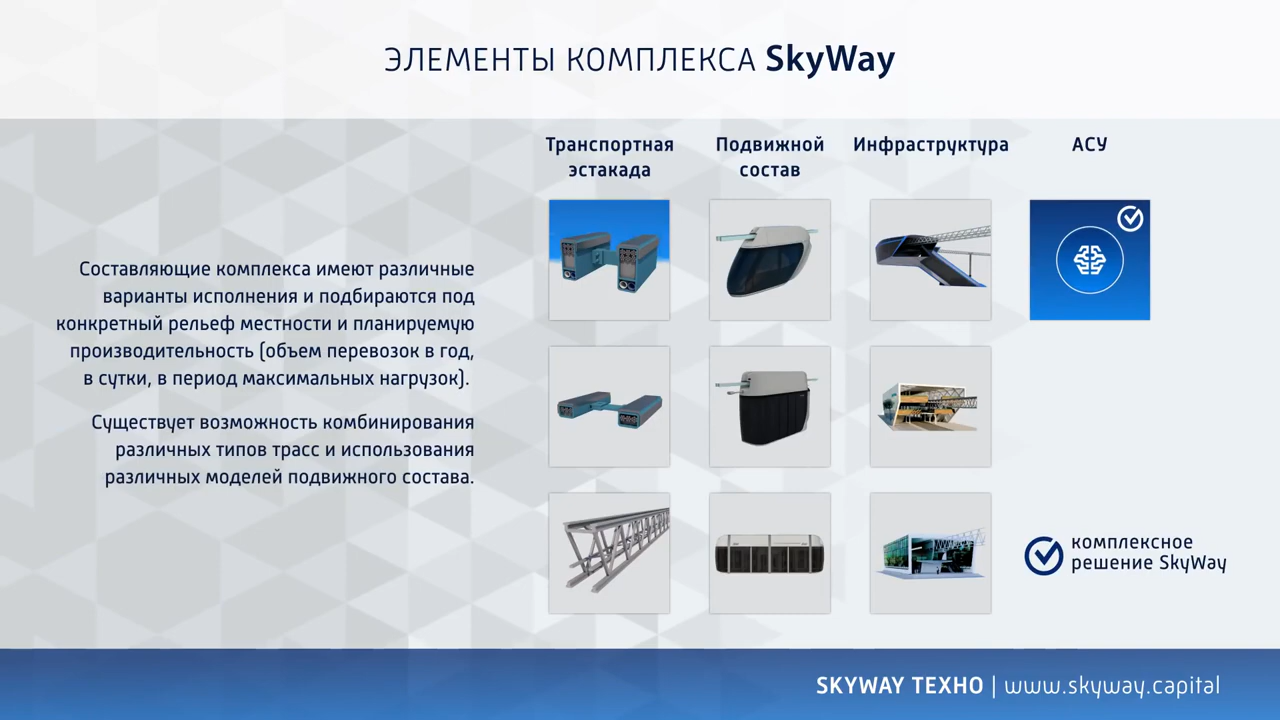 ЭЛЕМЕНТЫ КОМПЛЕКСА SkyWay
Составляющие комплекса имеют различные
варианты исполнения и подбираются под
конкретный рельеф местности и планируемую
производительность (объем перевозок в год,
в сутки, в период максимальных нагрузок).
Существует возможность комбинирования
различных типов трасс и использования
различных моделей подвижного состава.
Транспортная
эстакада
Подвижной
состав
Инфраструктура
АСУ
комплексное
решение SkyWay
SKYWAY ТЕХНО | www.skyway.capital